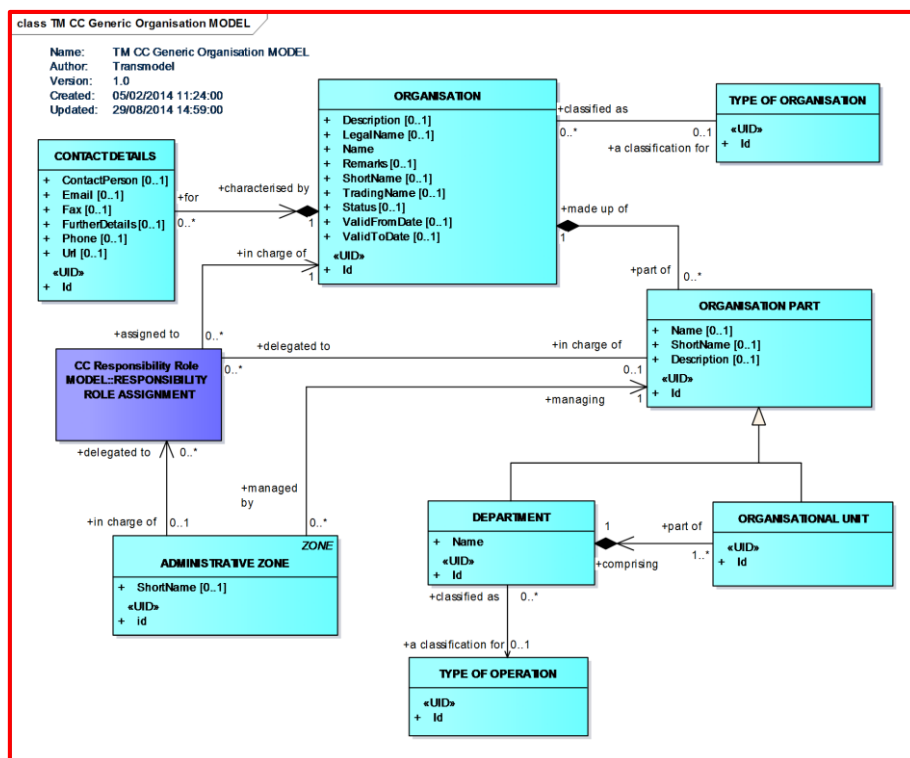 class TM CC Generic Organisation MODEL
Name: TM CC Generic Organisation MODEL
Author: Transmodel
Version: 1.0
Created: 05/02/2014 11:24:00
Updated: 29/08/2014 14:59:00
ORGANISATION
+ Description [0..1]
+ LegalName [0..1]
+ Name
+ Remarks [0..1]
+ ShortName [0..1]
+ TradingName [0..1]
+ Status [0..1]
+ ValidFromDate [0..1]
+ ValidToDate [0..1]
«UID»
+ Id
+classified as
0..*
0..1
+a classification for
TYPE OF ORGANISATION
«UID»
+ Id
CONTACT DETAILS
+ ContactPerson [0..1]
+ Email [0..1]
+ Fax [0..1]
+ FurtherDetails [0..1]
+ Phone [0..1]
+ Url [0..1]
«UID»
+ Id
+for
0..*
+characterised by
1
+made up of
1
+part of
0..*
+in charge of
1
+assigned to
0..*
ORGANISATION PART
+ Name [0..1]
+ ShortName [0..1]
+ Description [0..1]
«UID»
+ Id
CC Responsibility Role
MODEL::RESPONSIBILITY
ROLE ASSIGNMENT
+delegated to
0..*
+in charge of
0..1
+managing
1
+delegated to
0..*
+managed
by
0..*
+in charge of
0..1
ZONE
ADMINISTRATIVE ZONE
+ ShortName [0..1]
«UID»
+ id
DEPARTMENT
+ Name
«UID»
+ Id
1
+comprising
+part of
1..*
ORGANISATIONAL UNIT
«UID»
+ Id
+classified as
0..*
+a classification for
0..1
TYPE OF OPERATION
«UID»
+ Id